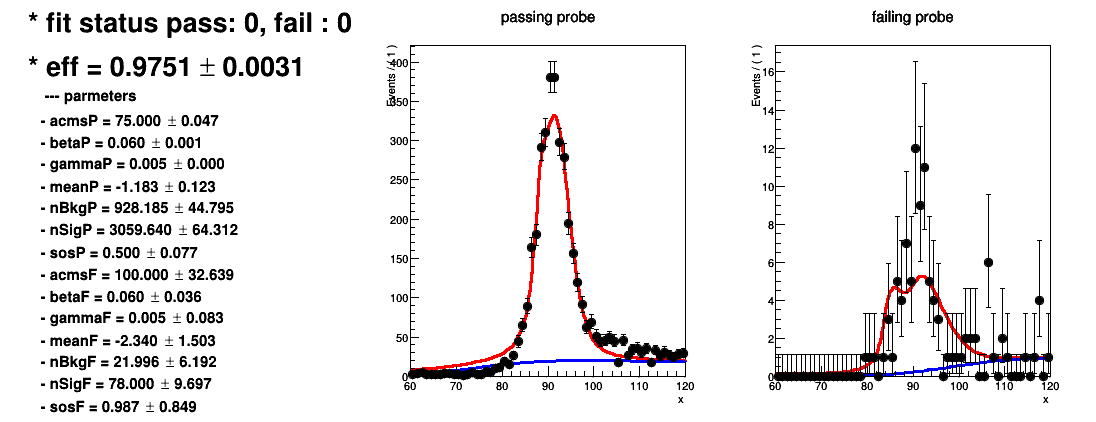 * fit status pass: 0, fail : 0
* eff = 0.9751 ± 0.0031
--- parmeters
- acmsP = 75.000 ± 0.047
- betaP = 0.060 ± 0.001
- gammaP = 0.005 ± 0.000
- meanP = -1.183 ± 0.123
- nBkgP = 928.185 ± 44.795
- nSigP = 3059.640 ± 64.312
- sosP = 0.500 ± 0.077
- acmsF = 100.000 ± 32.639
- betaF = 0.060 ± 0.036
- gammaF = 0.005 ± 0.083
- meanF = -2.340 ± 1.503
- nBkgF = 21.996 ± 6.192
- nSigF = 78.000 ± 9.697
- sosF = 0.987 ± 0.849
passing probe
Events / ( 1 )
400
350
300
250
200
150
100
50
0
60 70 80 90 100 110 120
x
failing probe
Events / ( 1 )
16
14
12
10
8
6
4
2
0
60 70 80 90 100 110 120
x